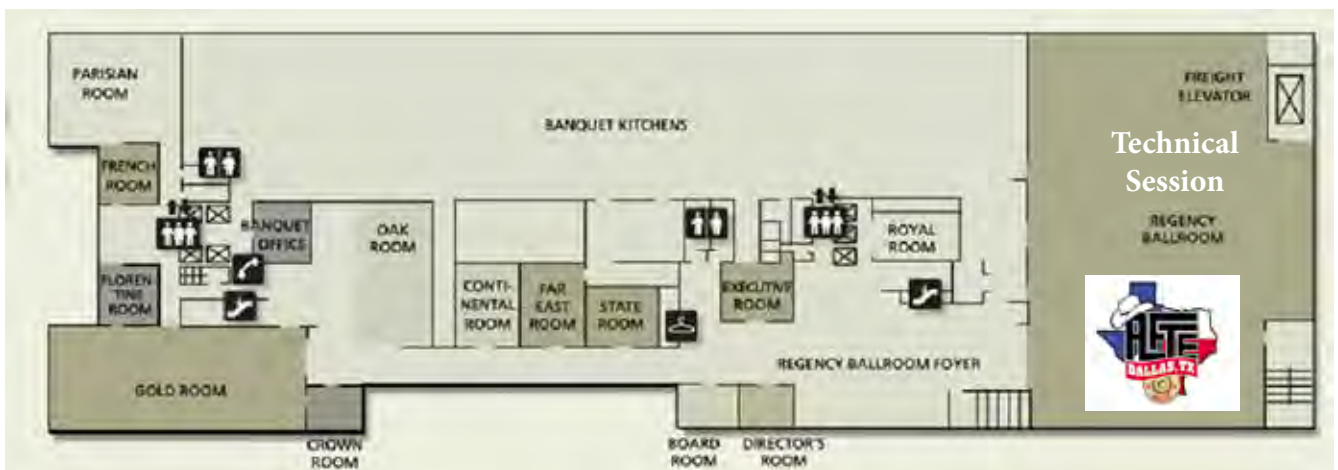 PARISIAN
ROOM
FREIGHT
ELEVATOR
BANQUET KITCHENS
Technical
Session
FRENCH
ROOM
BANQUET
OFFICE
OAK
ROOM
ROYAL
ROOM
REGENCY
BALLROOM
FLOREN
TINE
ROOM
CONTI-
NENTAL
ROOM
FAR
EAST
ROOM
STATE
ROOM
EXECUTIVE
ROOM
AFTE
DALLAS, TX
REGENCY BALLROOM FOYER
GOLD ROOM
CROWN
ROOM
BOARD
ROOM
DIRECTOR'S
ROOM